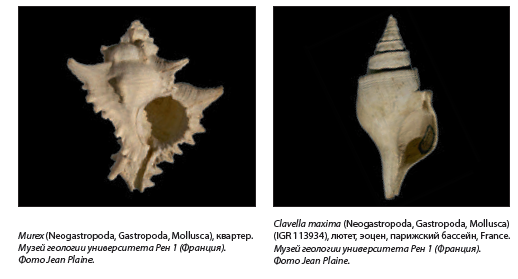 Murex (Neogastropoda, Gastropoda, Mollusca), квартер.
Музей геологии университета Рен 1 (Франция).
Фото Jean Plaine.
Clavella maxima (Neogastropoda, Gastropoda, Mollusca)
(IGR 113934), лютет, эоцен, парижский бассейн, France.
Музей геологии университета Рен 1 (Франция).
Фото Jean Plaine.